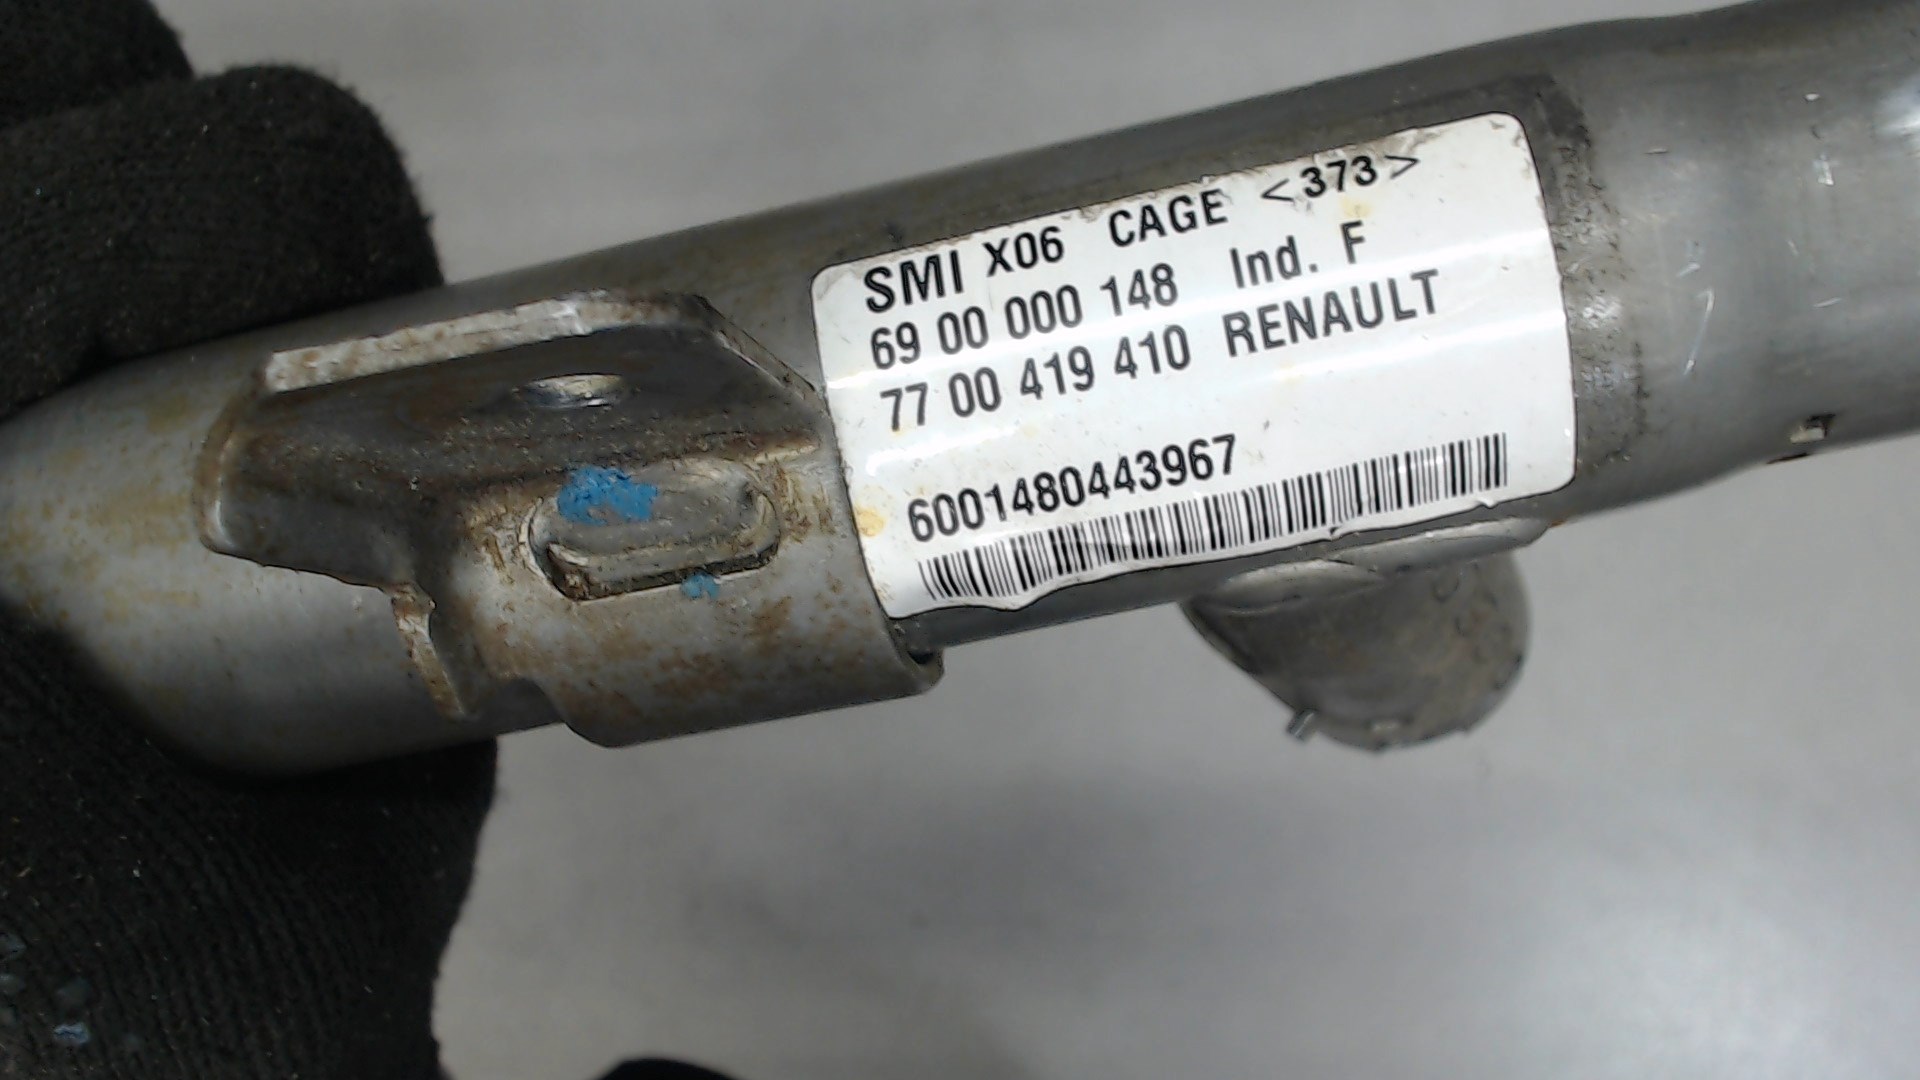 SMI X06 CAGE <373>
69 00 000 148 Ind. F
77 00 419 410 RENAULT
6001480443967